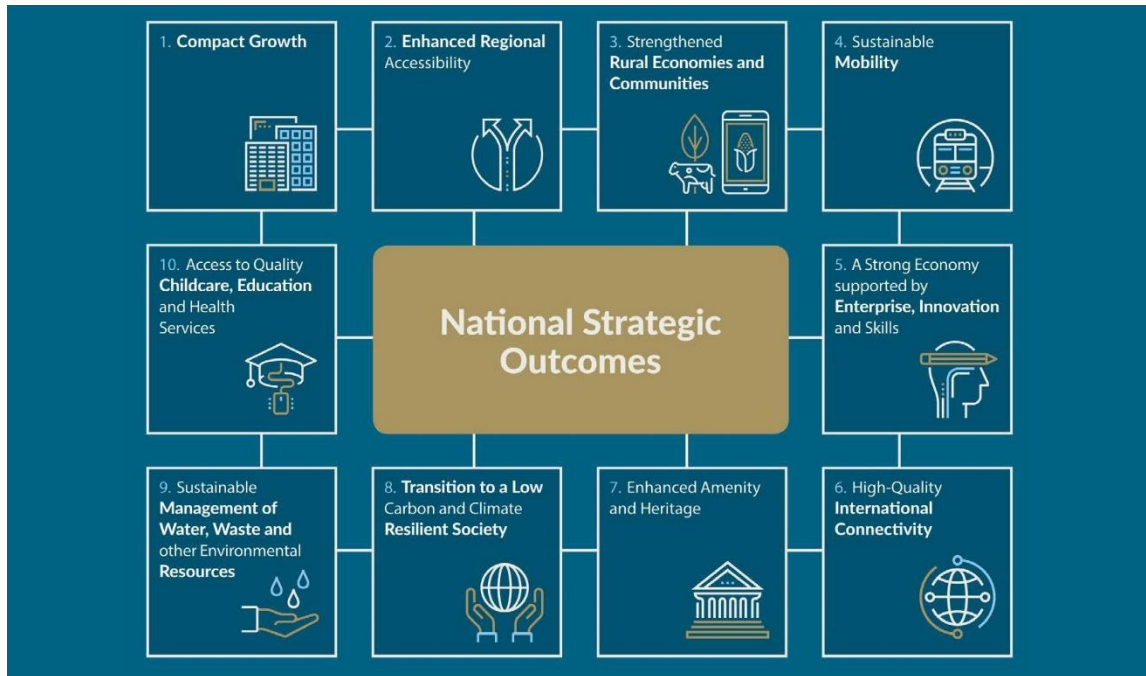 1. Compact Growth
2. Enhanced Regional
Accessibility
3. Strengthened
Rural Economies and
Communities
4. Sustainable
Mobility
10. Access to Quality
Childcare, Education
and Health
Services
National Strategic
Outcomes
5. A Strong Economy
supported by
Enterprise, Innovation
and Skills
9. Sustainable
Management of
Water, Waste and
other Environmental
Resources
8. Transition to a Low
Carbon and Climate
Resilient Society
7. Enhanced Amenity
and Heritage
6. High-Quality
International
Connectivity